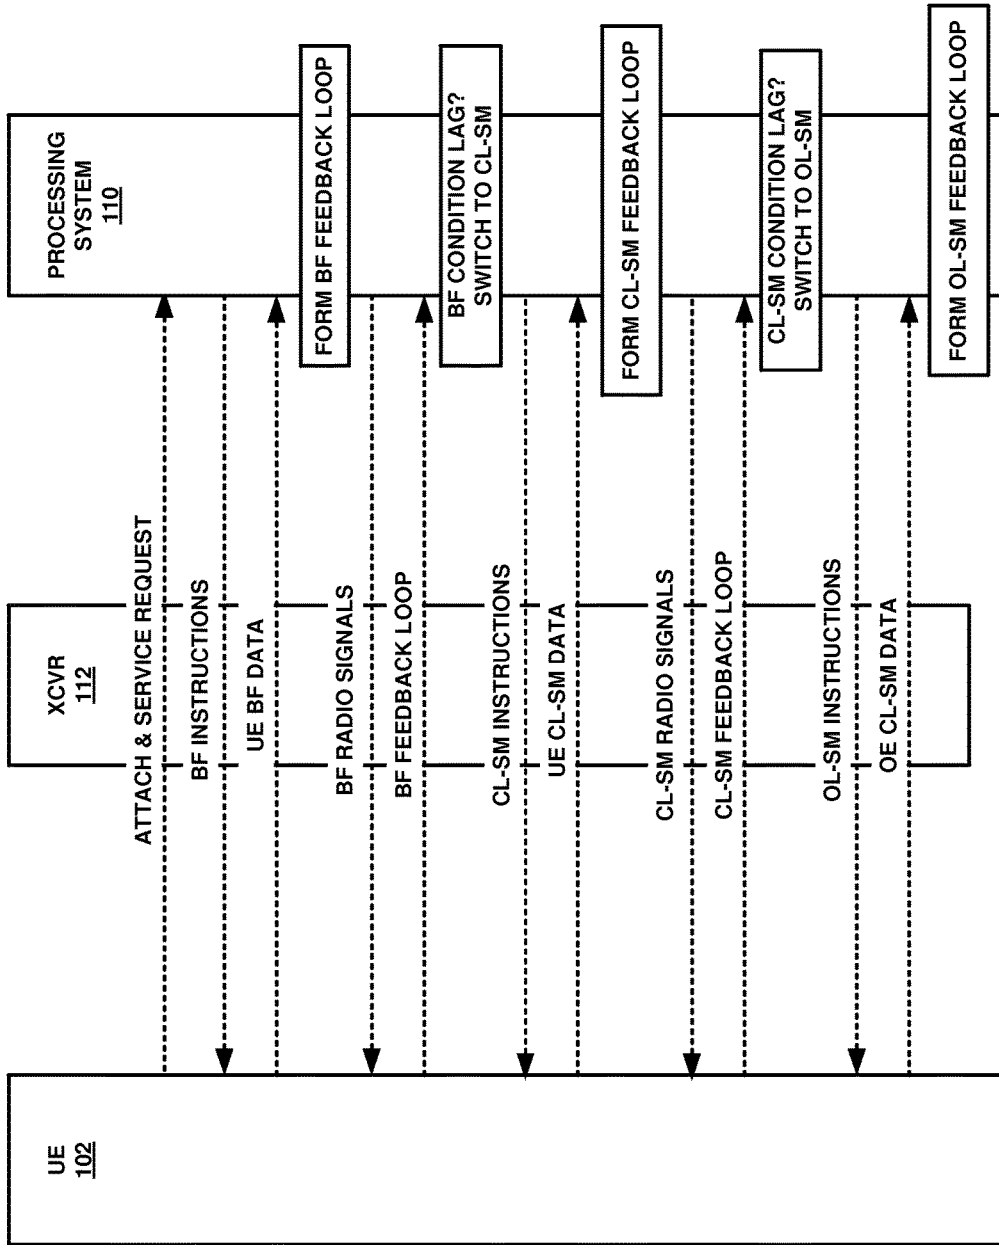 UE
102
XCVR
112
PROCESSING
SYSTEM
110
ATTACH & SERVICE REQUEST
BF INSTRUCTIONS
UE BF DATA
FORM BF FEEDBACK LOOP
BF RADIO SIGNALS
BF FEEDBACK LOOP
BF CONDITION LAG?
SWITCH TO CL-SM
CL-SM INSTRUCTIONS
UE CL-SM DATA
FORM CL-SM FEEDBACK LOOP
CL-SM RADIO SIGNALS
CL-SM FEEDBACK LOOP
CL-SM CONDITION LAG?
SWITCH TO OL-SM
OL-SM INSTRUCTIONS
OE CL-SM DATA
FORM OL-SM FEEDBACK LOOP